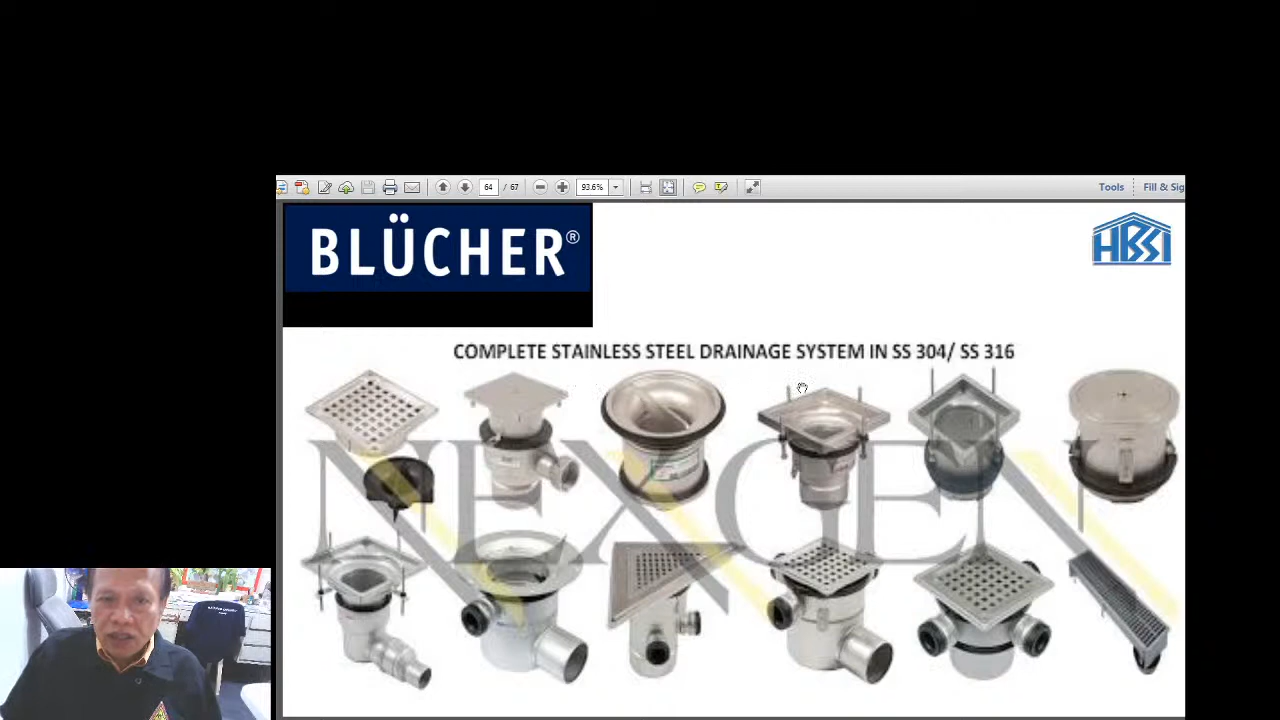 64 / 67
93.6%
Tools
Fill & Sig
BLÜCHER®
HBSI
COMPLETE STAINLESS STEEL DRAINAGE SYSTEM IN SS 304/ SS 316
NEXGEN